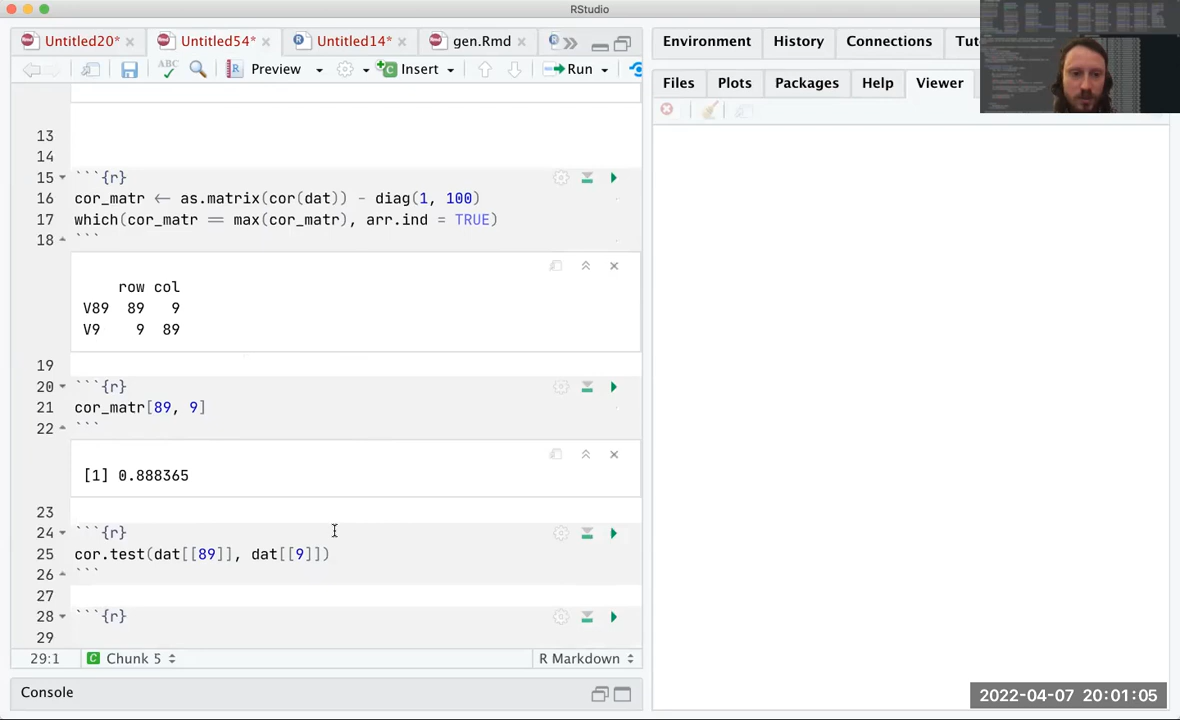 RStudio
Untitled20* × Untitled54* × Untitled14* × gen.Rmd ×
Environment History Connections Tut
ABC Preview Insert Run
Files Plots Packages Help Viewer
13
14
15 ```{r}
16 cor_matr <- as.matrix(cor(dat)) - diag(1, 100)
17 which(cor_matr == max(cor_matr), arr.ind = TRUE)
18 ```
row col
V89 89 9
V9 9 89
19
20 ```{r}
21 cor_matr[89, 9]
22 ```
[1] 0.888365
23
24 ```{r}
25 cor.test(dat[[89]], dat[[9]])
26 ```
27
28 ```{r}
29
29:1 Chunk 5 R Markdown
Console
2022-04-07 20:01:05